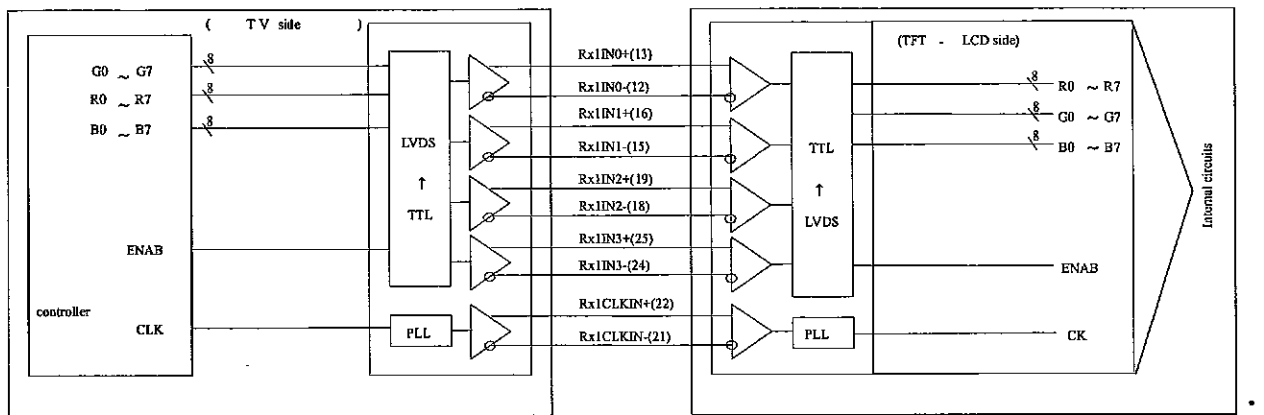 ( TV side )
(TFT - LCD side)
G0 ~ G7
8
R0 ~ R7
8
B0 ~ B7
8
ENAB
controller
CLK
LVDS
↑
TTL
PLL
Rx1IN0+(13)
Rx1IN0-(12)
Rx1IN1+(16)
Rx1IN1-(15)
Rx1IN2+(19)
Rx1IN2-(18)
Rx1IN3+(25)
Rx1IN3-(24)
Rx1CLKIN+(22)
Rx1CLKIN-(21)
TTL
↑
LVDS
PLL
8
R0 ~ R7
8
G0 ~ G7
8
B0 ~ B7
ENAB
CK
Internal circuits